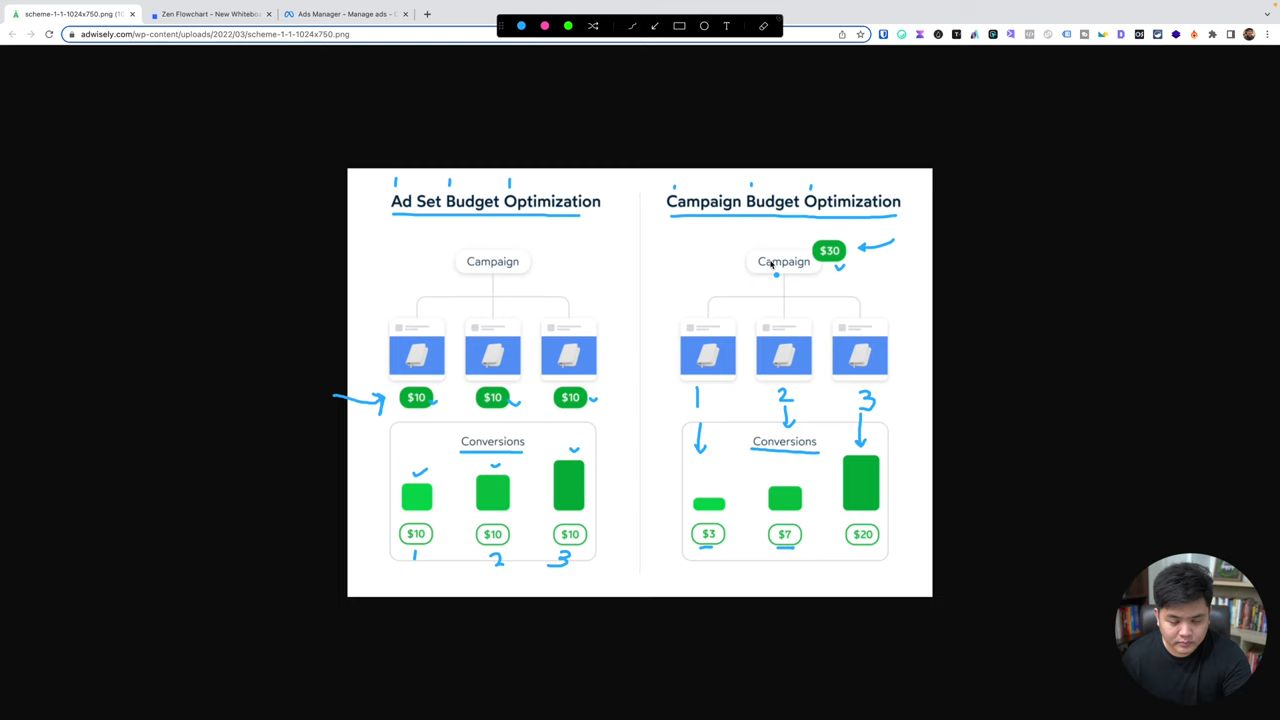 scheme-1-1-1024x750.png (10
Zen Flowchart - New Whiteboa
Ads Manager - Manage ads - C
adwisely.com/wp-content/uploads/2022/03/scheme-1-1-1024x750.png
T
Ad Set Budget Optimization
Campaign Budget Optimization
Campaign
$30
Campaign
$10
$10
$10
1
2
3
Conversions
Conversions
$10
$10
$10
$3
$7
$20
1
2
3